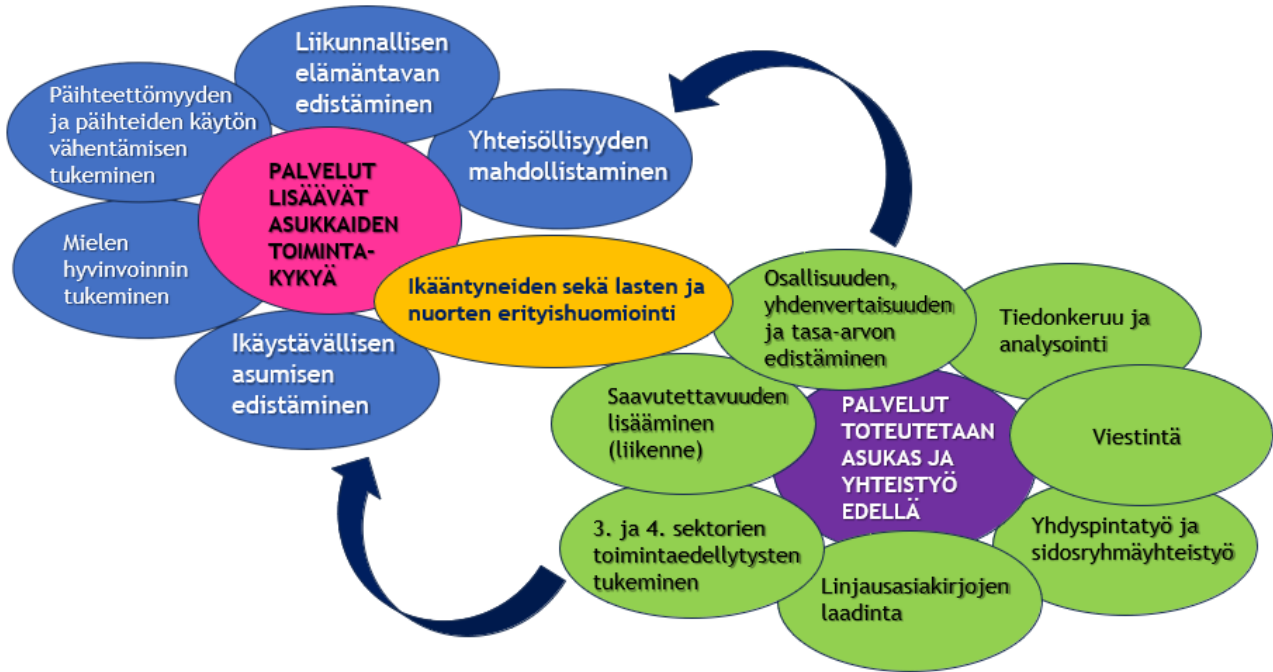 Liikunnallisen
elämäntavan
edistäminen
Päihteettömyyden
ja päihteiden käytön
vähentämisen
tukeminen
Yhteisöllisyyden
mahdollistaminen
PALVELUT
LISÄÄVÄT
ASUKKAIDEN
TOIMINTA-
KYKYÄ
Mielen
hyvinvoinnin
tukeminen
Ikäystävällisen
asumisen
edistäminen
Ikääntyneiden sekä lasten ja
nuorten erityishuomiointi
Osallisuuden,
yhdenvertaisuuden
ja tasa-arvon
edistäminen
Tiedonkeruu ja
analysointi
Saavutettavuuden
lisääminen
(liikenne)
PALVELUT
TOTEUTETAAN
ASUKAS JA
YHTEISTYÖ
EDELLÄ
Viestintä
3. ja 4. sektorien
toimintaedellytysten
tukeminen
Linjausasiakirjojen
laadinta
Yhdyspintatyö ja
sidosryhmäyhteistyö